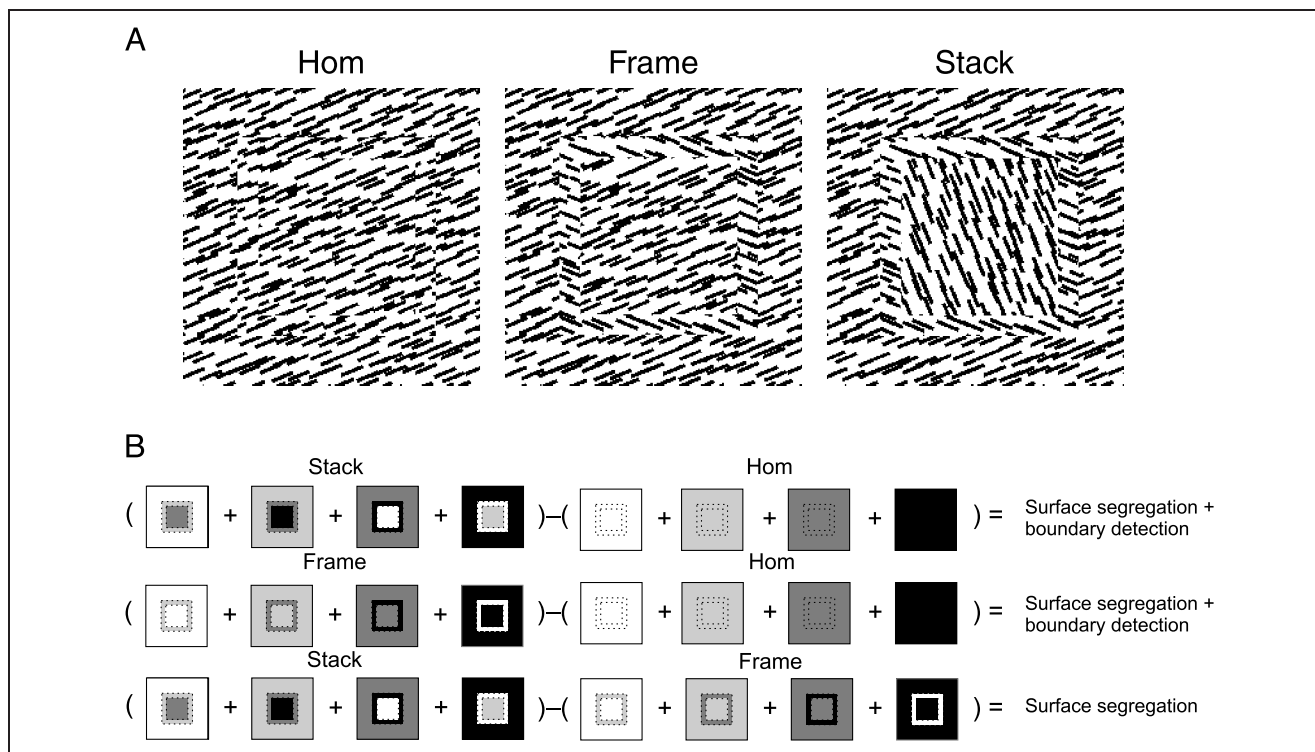 A
Hom Frame Stack
B
Stack Hom
( + + + )–( + + + ) = Surface segregation +
boundary detection
Frame Hom
( + + + )–( + + + ) = Surface segregation +
boundary detection
Stack Frame
( + + + )–( + + + ) = Surface segregation